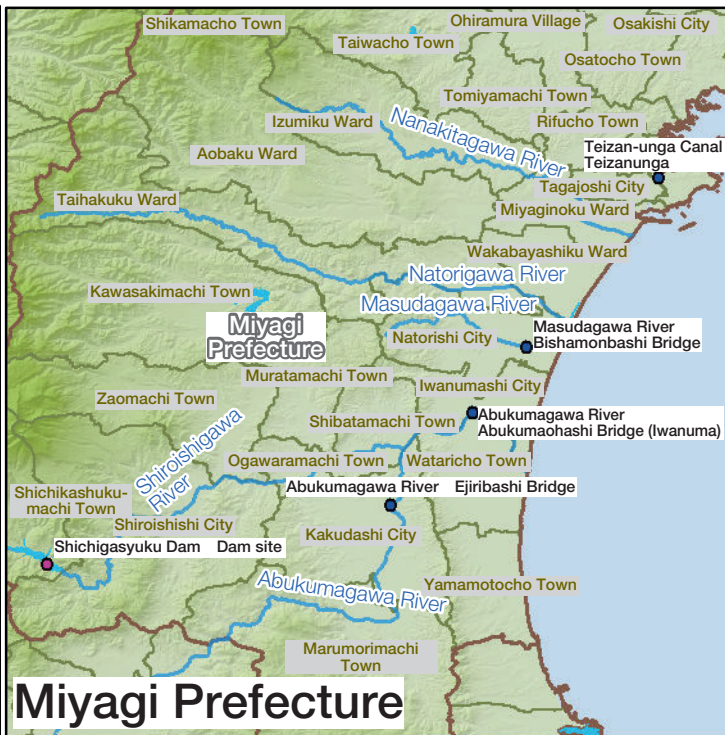 Shikamacho Town
Ohiramura Village
Osakishi City
Taiwacho Town
Osatocho Town
Tomiyamachi Town
Izumiku Ward
Nanakitagawa River
Rifucho Town
Teizan-unga Canal
Teizanunga
Aobaku Ward
Tagajoshi City
Taihakuku Ward
Miyaginoku Ward
Wakabayashiku Ward
Natorigawa River
Kawasakimachi Town
Masudagawa River
Miyagi
Prefecture
Natorishi City
Masudagawa River
Bishamonbashi Bridge
Muratamachi Town
Iwanumashi City
Zaomachi Town
Shibatamachi Town
Abukumagawa River
Abukumaohashi Bridge (Iwanuma)
Shiroishigawa
River
Ogawaramachi Town
Wataricho Town
Shichikashuku-
machi Town
Abukumagawa River Ejiribashi Bridge
Shiroishishi City
Kakudashi City
Shichigasyuku Dam Dam site
Abukumagawa River
Yamamotocho Town
Marumorimachi
Town
Miyagi Prefecture